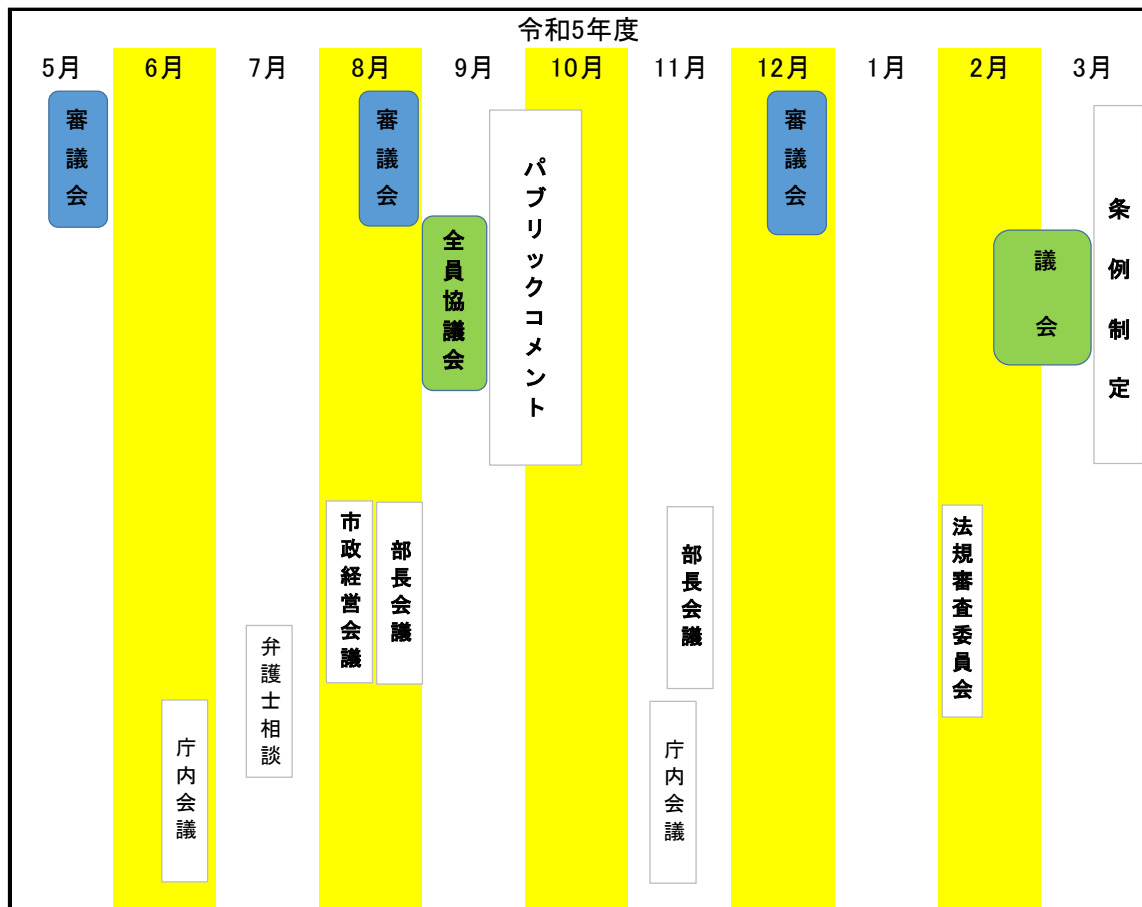 令和5年度
5月 6月 7月 8月 9月 10月 11月 12月 1月 2月 3月
審議会
審議会
全員協議会
パブリックコメント
審議会
議会
条例制定
市政経営会議
部長会議
部長会議
法規審査委員会
弁護士相談
庁内会議
庁内会議